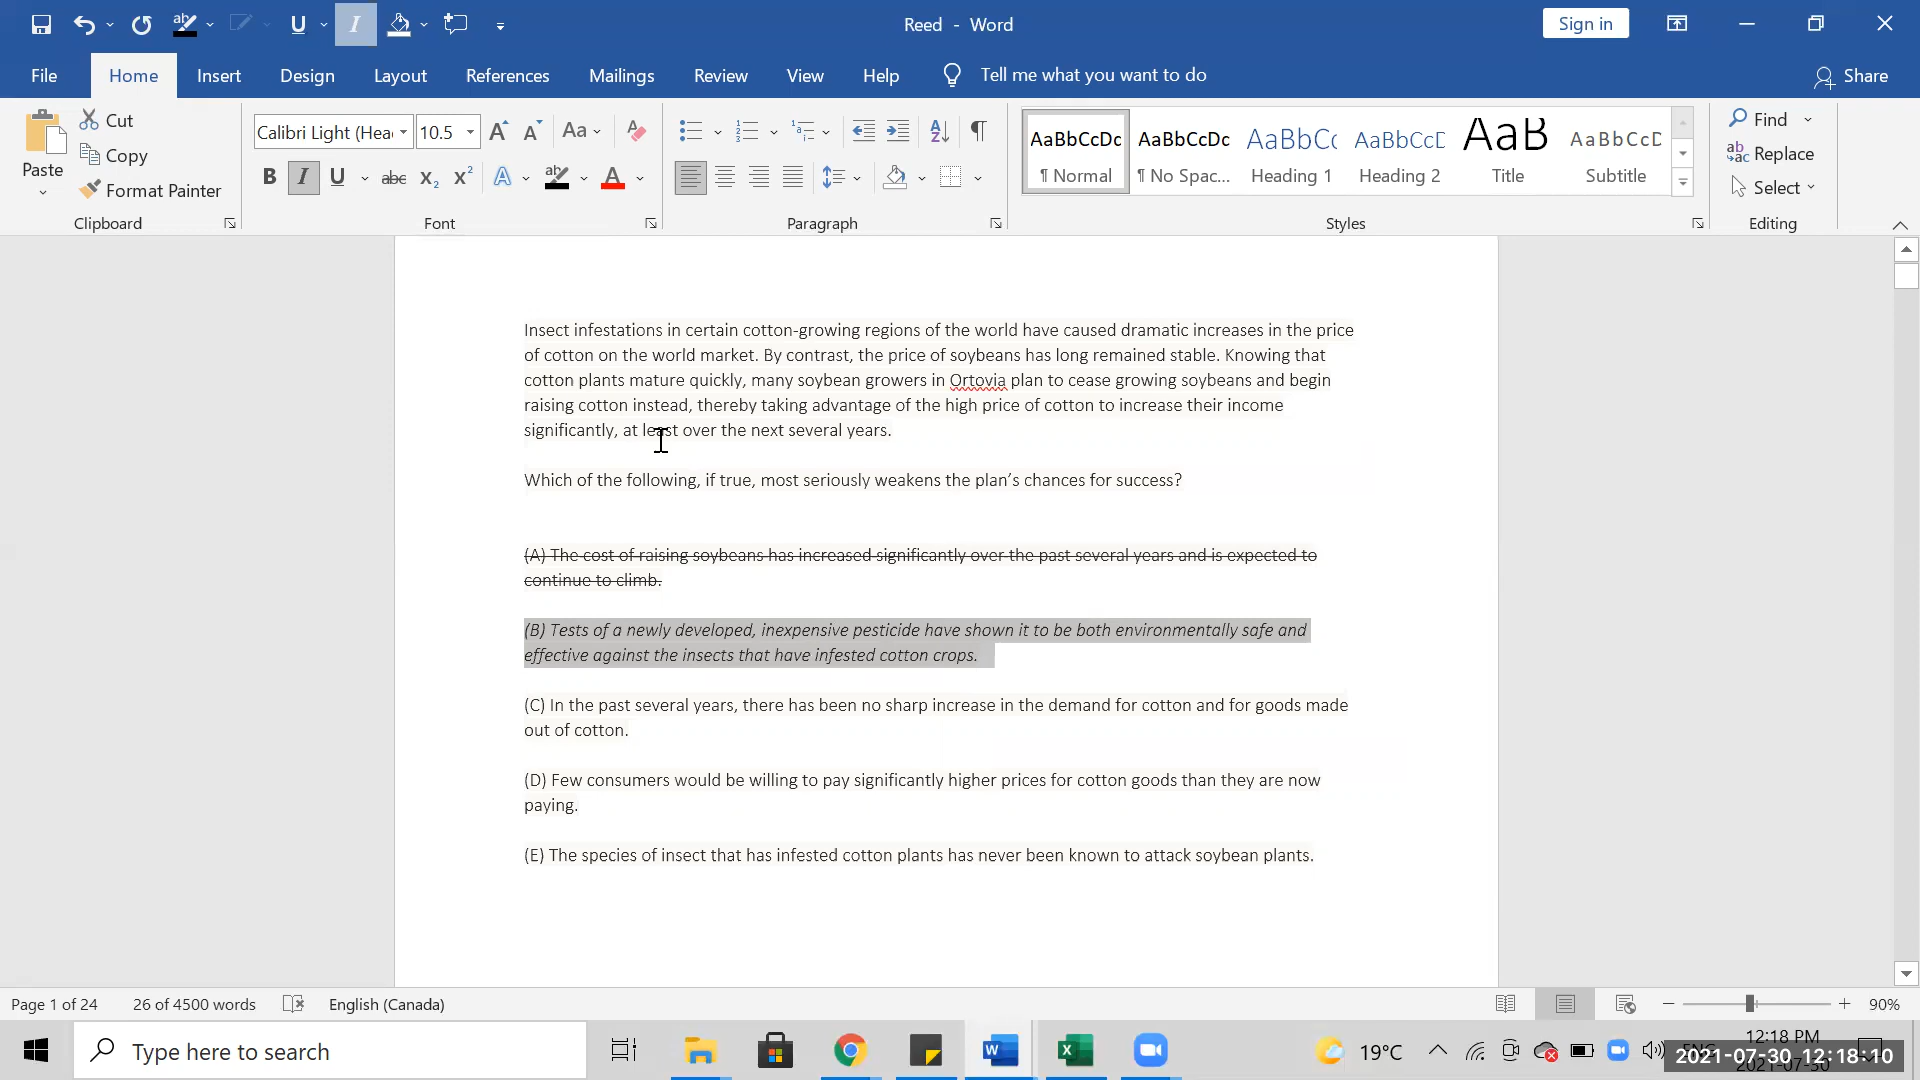 Reed - Word
Sign in
File Home Insert Design Layout References Mailings Review View Help Tell me what you want to do Share
Paste
Cut
Copy
Format Painter
Clipboard
Calibri Light (Hea 10.5
Font
Paragraph
AaBbCcDc AaBbCcDc AaBbCc AaBbCcD AaB AaBbCcD
¶ Normal ¶ No Spac... Heading 1 Heading 2 Title Subtitle
Styles
Find
Replace
Select
Editing
Insect infestations in certain cotton-growing regions of the world have caused dramatic increases in the price
of cotton on the world market. By contrast, the price of soybeans has long remained stable. Knowing that
cotton plants mature quickly, many soybean growers in Ortovia plan to cease growing soybeans and begin
raising cotton instead, thereby taking advantage of the high price of cotton to increase their income
significantly, at least over the next several years.
Which of the following, if true, most seriously weakens the plan’s chances for success?
(A) The cost of raising soybeans has increased significantly over the past several years and is expected to
continue to climb.
(B) Tests of a newly developed, inexpensive pesticide have shown it to be both environmentally safe and
effective against the insects that have infested cotton crops.
(C) In the past several years, there has been no sharp increase in the demand for cotton and for goods made
out of cotton.
(D) Few consumers would be willing to pay significantly higher prices for cotton goods than they are now
paying.
(E) The species of insect that has infested cotton plants has never been known to attack soybean plants.
Page 1 of 24 26 of 4500 words English (Canada) 90%
Type here to search
19°C
12:18 PM
2021-07-30 12:18:10